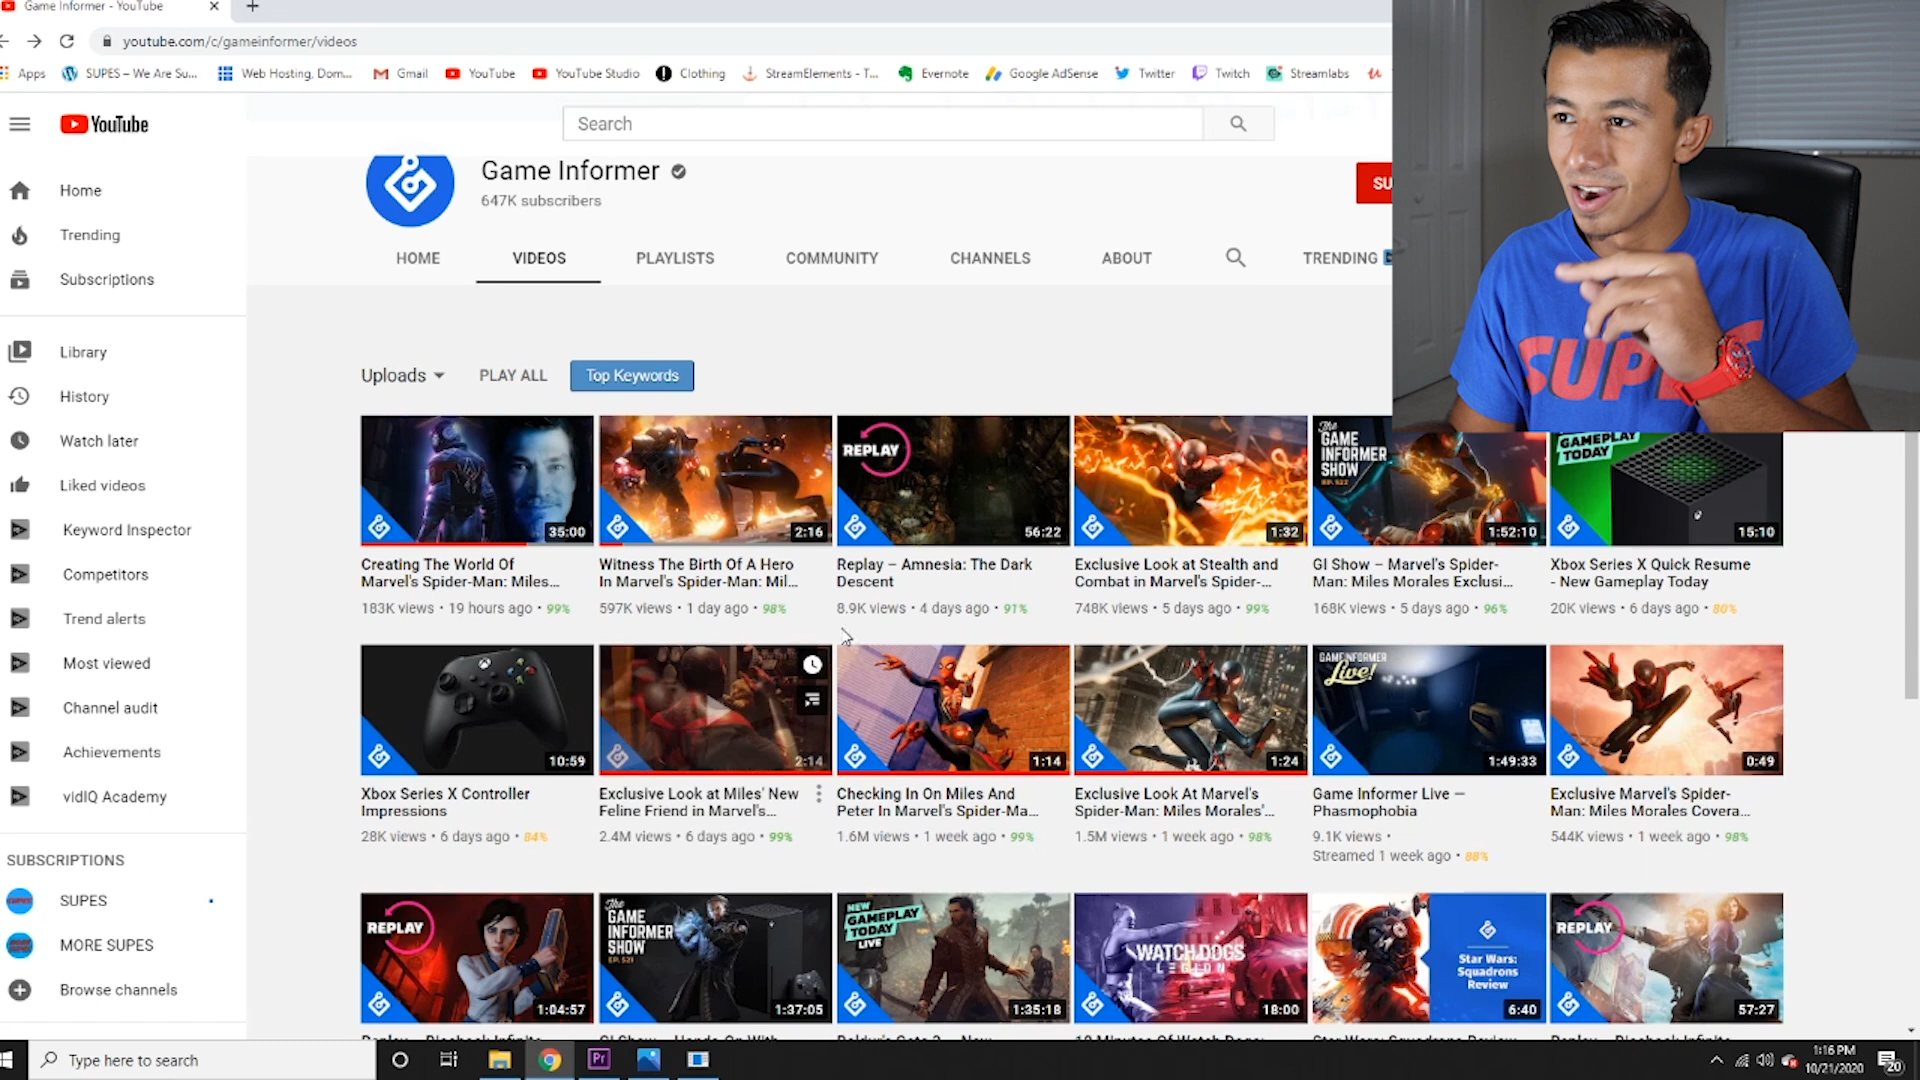 Game Informer - YouTube
youtube.com/c/gameinformer/videos
Apps
SUPES – We Are Su...
Web Hosting, Dom...
Gmail
YouTube
YouTube Studio
Clothing
StreamElements - T...
Evernote
Google AdSense
Twitter
Twitch
Streamlabs
YouTube
Search
Home
Trending
Subscriptions
Library
History
Watch later
Liked videos
Keyword Inspector
Competitors
Trend alerts
Most viewed
Channel audit
Achievements
vidIQ Academy
SUBSCRIPTIONS
SUPES
MORE SUPES
Browse channels
Game Informer
647K subscribers
SU
HOME
VIDEOS
PLAYLISTS
COMMUNITY
CHANNELS
ABOUT
TRENDING
SUPES
Uploads
PLAY ALL
Top Keywords
35:00
Creating The World Of
Marvel's Spider-Man: Miles...
183K views • 19 hours ago • 99%
2:16
Witness The Birth Of A Hero
In Marvel's Spider-Man: Mil...
597K views • 1 day ago • 98%
REPLAY
56:22
Replay – Amnesia: The Dark
Descent
8.9K views • 4 days ago • 91%
1:32
Exclusive Look at Stealth and
Combat in Marvel's Spider-...
748K views • 5 days ago • 99%
The
GAME
INFORMER
SHOW
EP. 522
1:52:10
GI Show – Marvel's Spider-
Man: Miles Morales Exclusi...
168K views • 5 days ago • 96%
GAMEPLAY
TODAY
15:10
Xbox Series X Quick Resume
- New Gameplay Today
20K views • 6 days ago • 80%
10:59
Xbox Series X Controller
Impressions
28K views • 6 days ago • 84%
2:14
Exclusive Look at Miles' New
Feline Friend in Marvel's...
2.4M views • 6 days ago • 99%
1:14
Checking In On Miles And
Peter In Marvel's Spider-Ma...
1.6M views • 1 week ago • 99%
1:24
Exclusive Look At Marvel's
Spider-Man: Miles Morales'...
1.5M views • 1 week ago • 98%
GAME INFORMER
Live!
1:49:33
Game Informer Live –
Phasmophobia
9.1K views •
Streamed 1 week ago • 88%
0:49
Exclusive Marvel's Spider-
Man: Miles Morales Covera...
544K views • 1 week ago • 98%
REPLAY
1:04:57
The
GAME
INFORMER
SHOW
EP. 521
1:37:05
NEW
GAMEPLAY
TODAY
LIVE
1:35:18
WATCH DOGS
LEGION
18:00
Star Wars:
Squadrons
Review
6:40
REPLAY
57:27
Type here to search
Pr
1:16 PM
10/21/2020
20